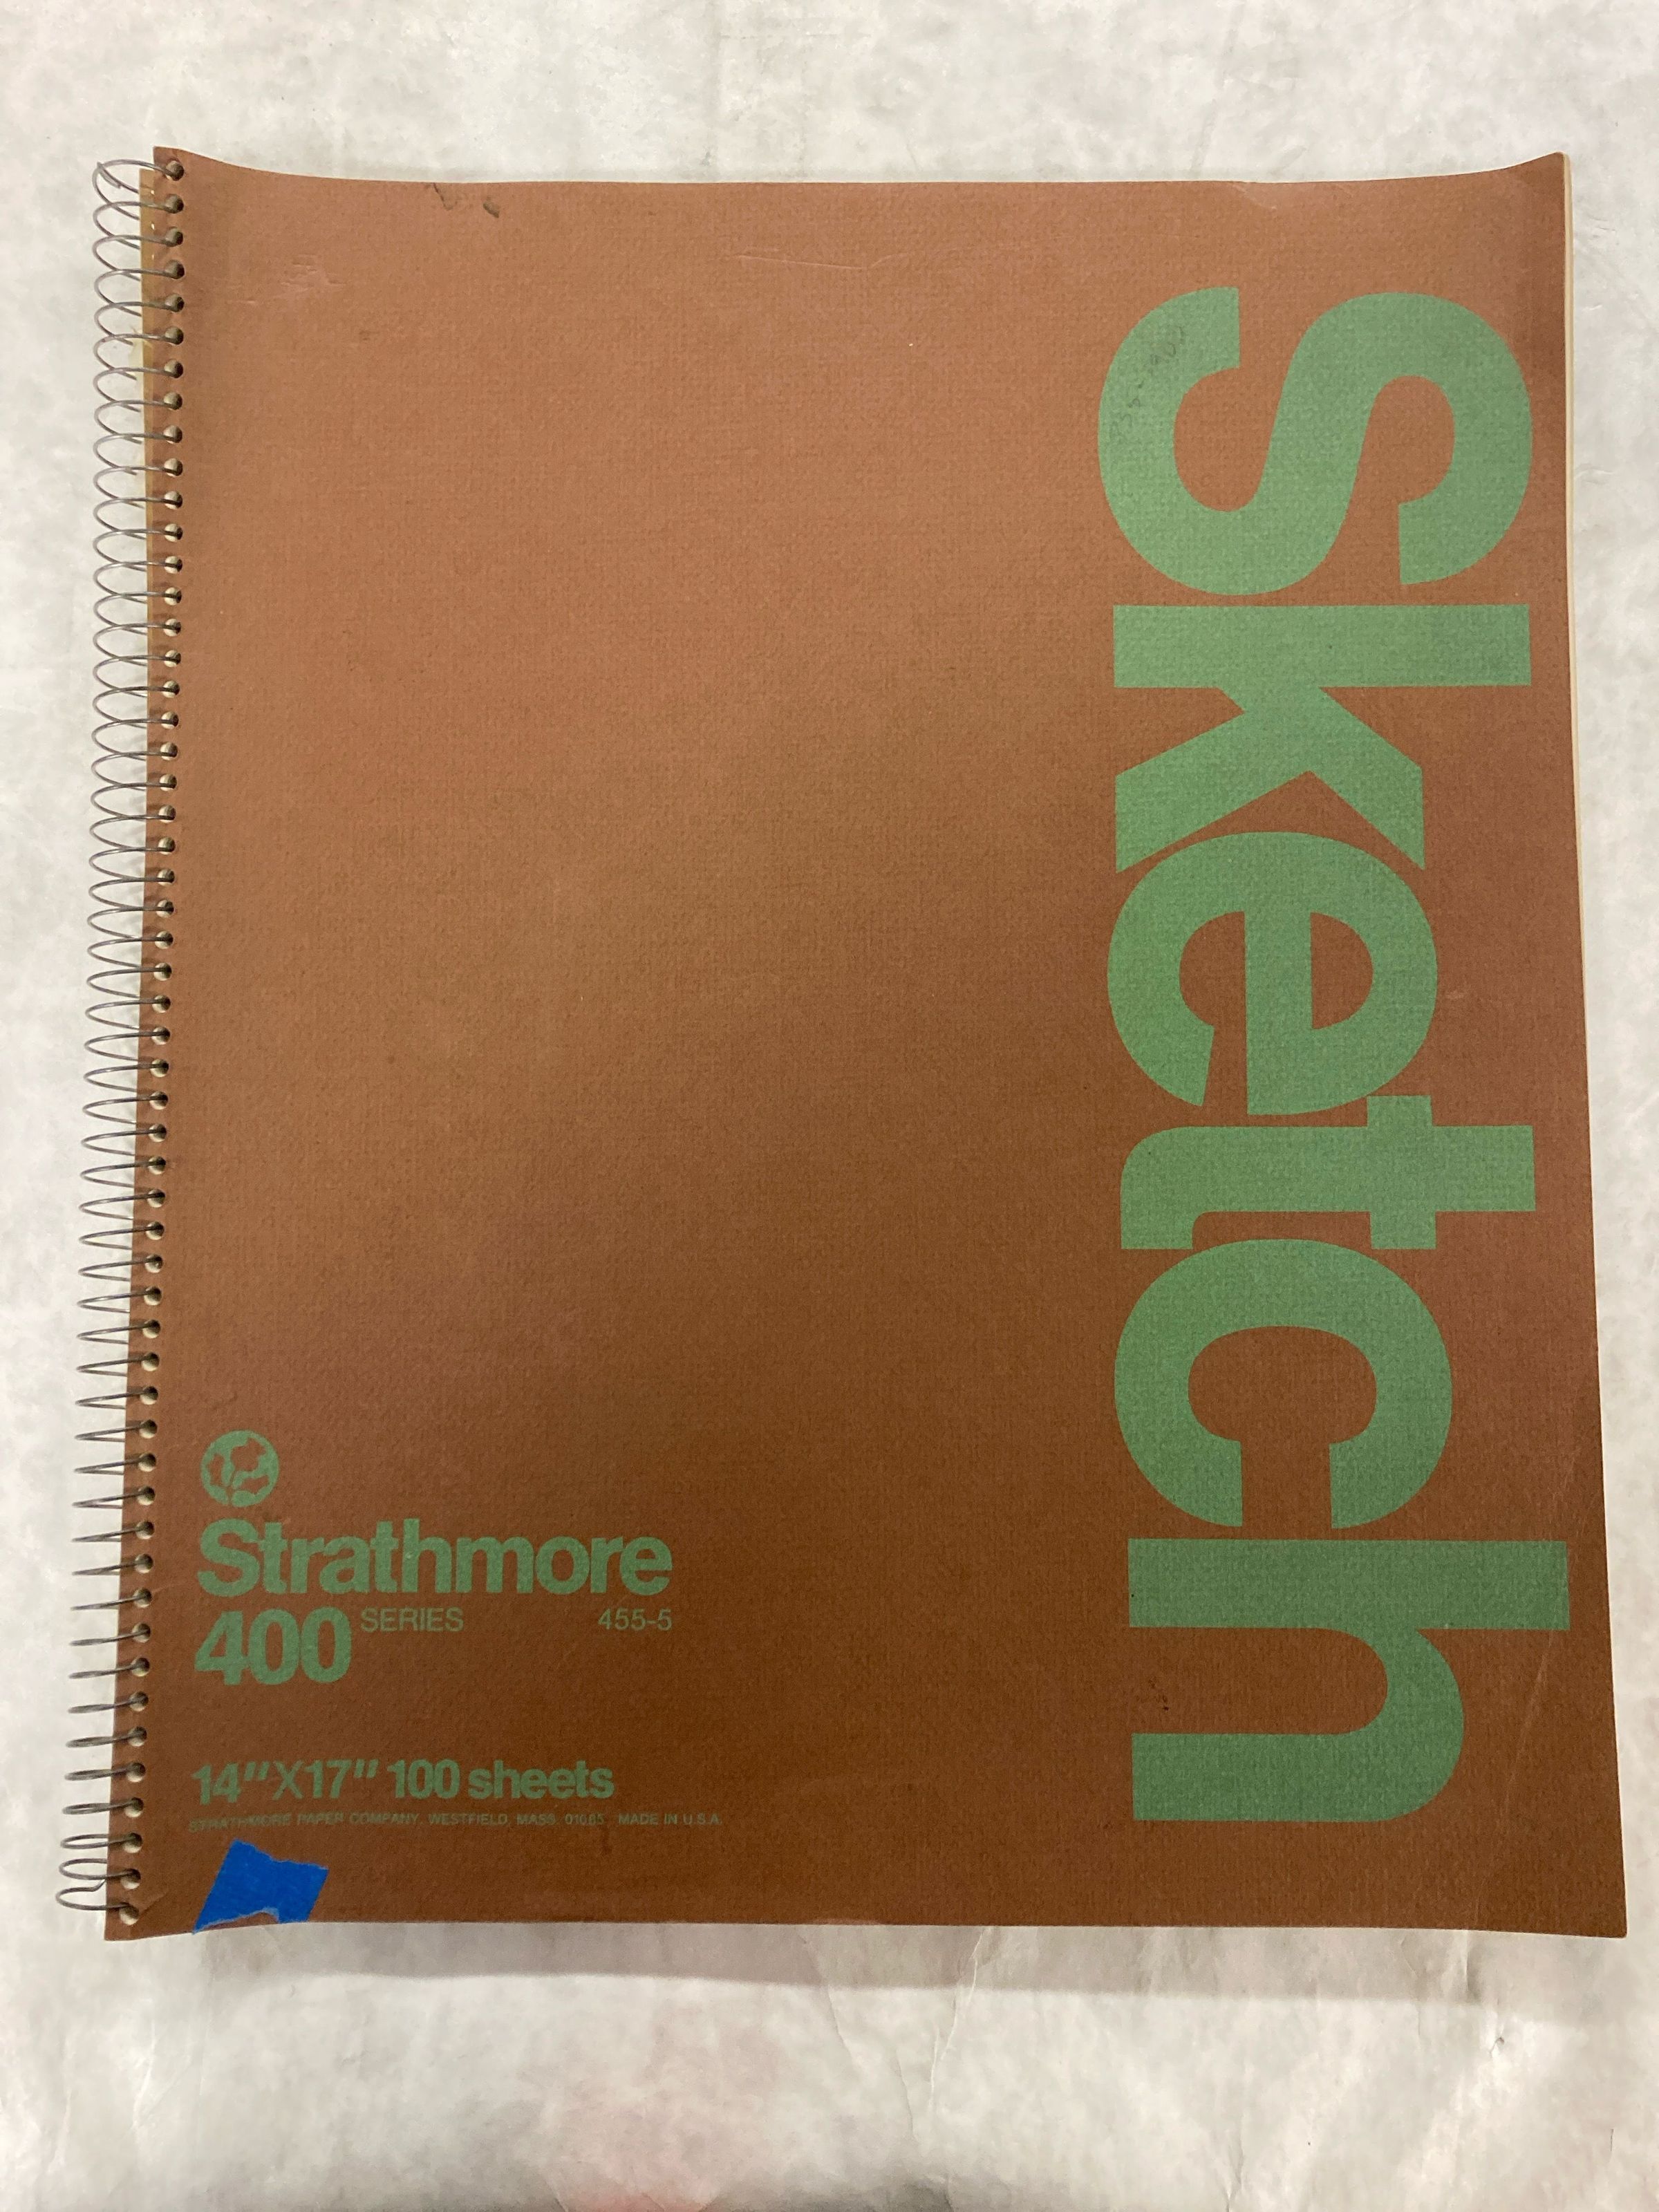 Sketch
Strathmore
400 SERIES 455-5
14"X17" 100 sheets
STRATHMORE PAPER COMPANY, WESTFIELD, MASS. 01085 MADE IN U.S.A.